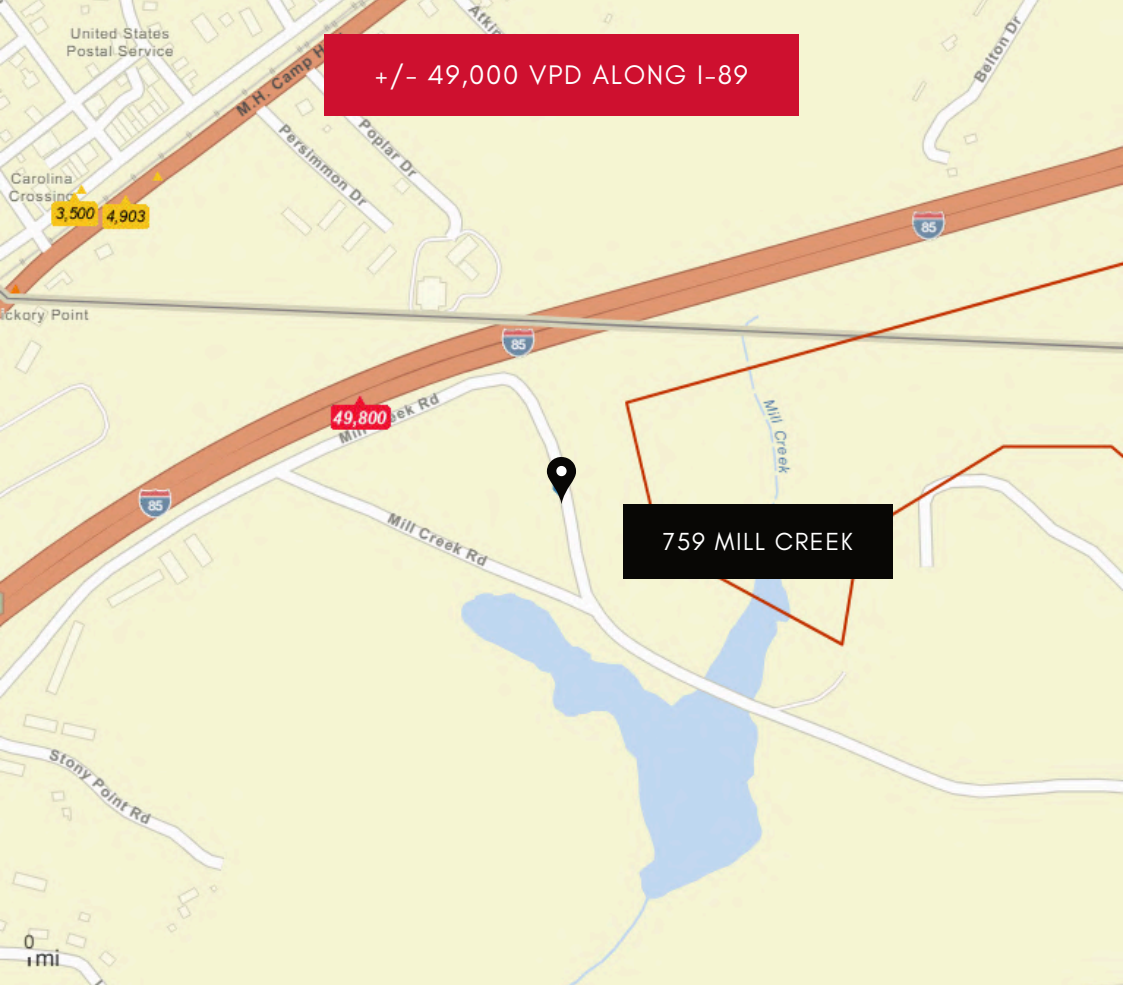 United States
Postal Service
Atkin
+/- 49,000 VPD ALONG I-89
M.H. Camp H
Belton Dr
Persimmon Dr
Poplar Dr
Carolina
Crossing
3,500
4,903
85
ickory Point
85
49,800
Mill Creek Rd
Mill Creek
85
759 MILL CREEK
Mill Creek Rd
Stony Point Rd
0
mi